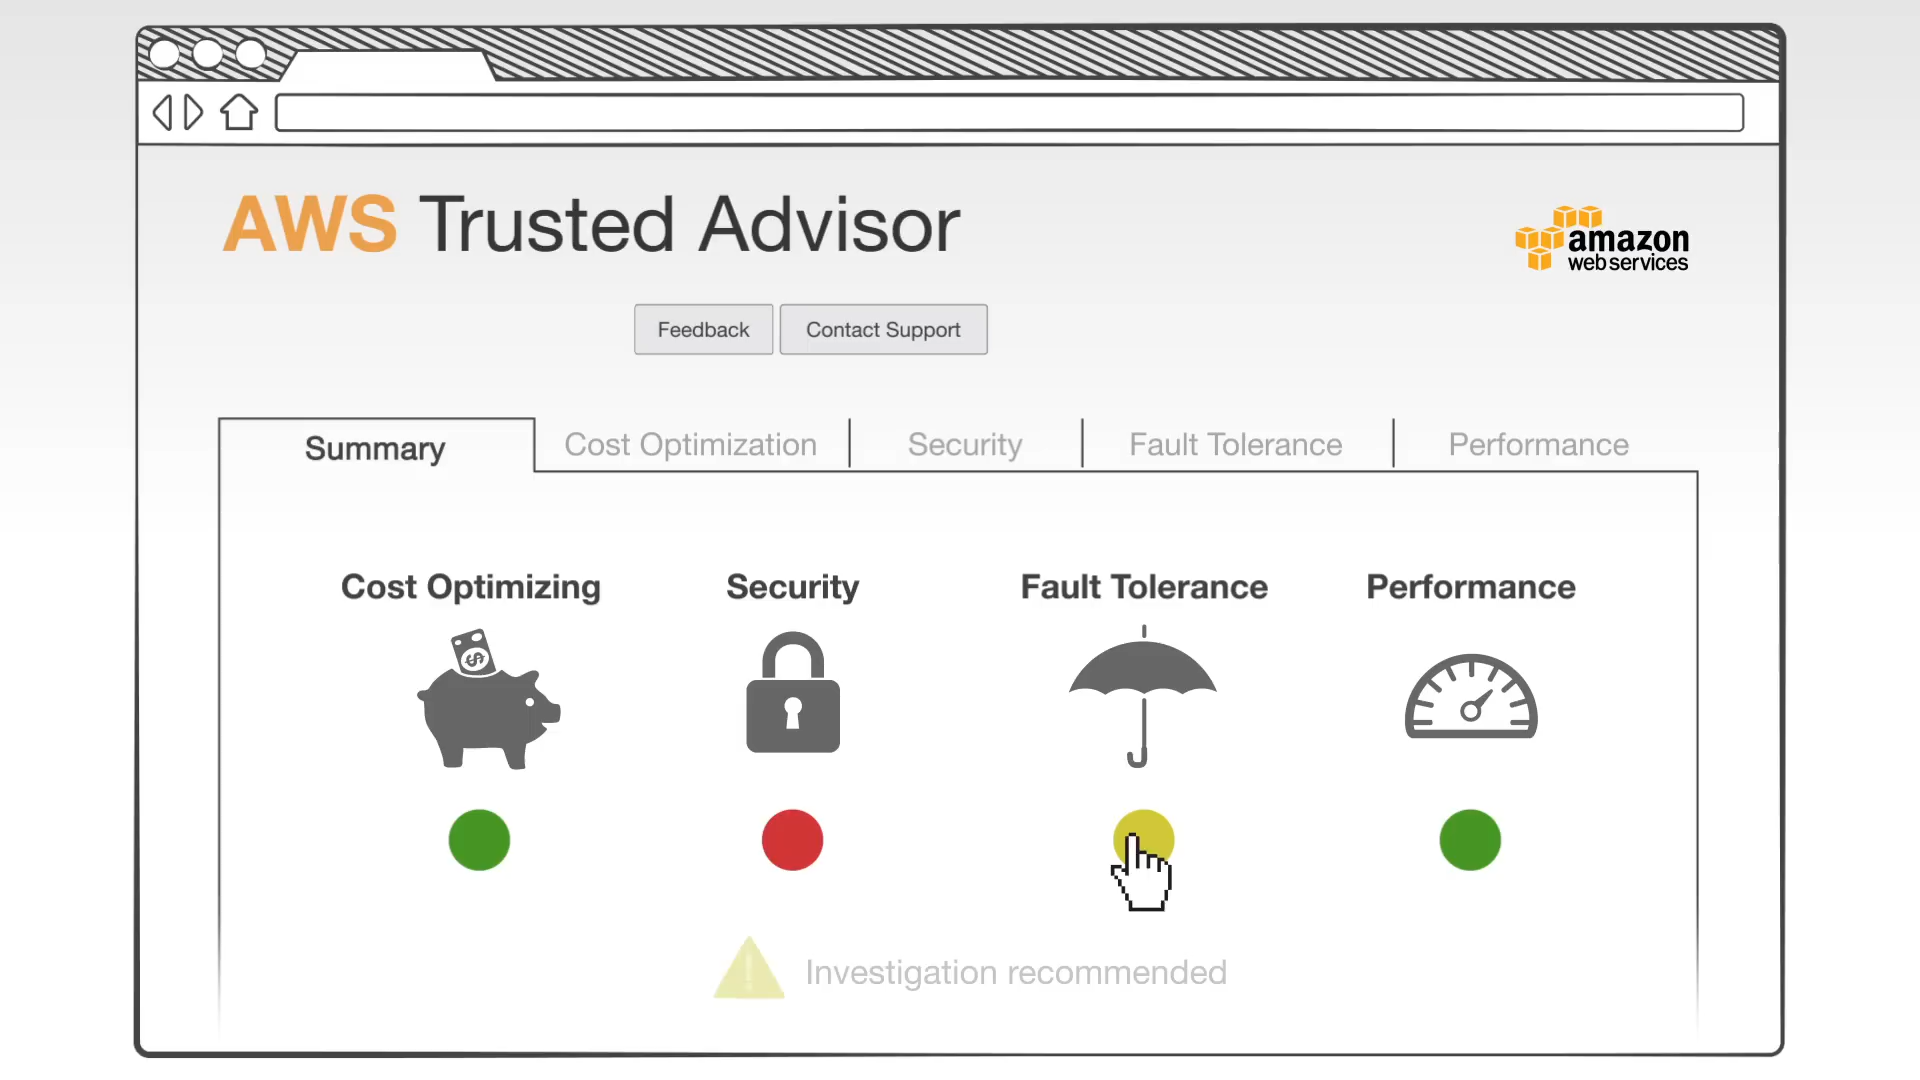 AWS Trusted Advisor
amazon
web services
Feedback
Contact Support
Summary
Cost Optimization
Security
Fault Tolerance
Performance
Cost Optimizing
Security
Fault Tolerance
Performance
$
!
Investigation recommended